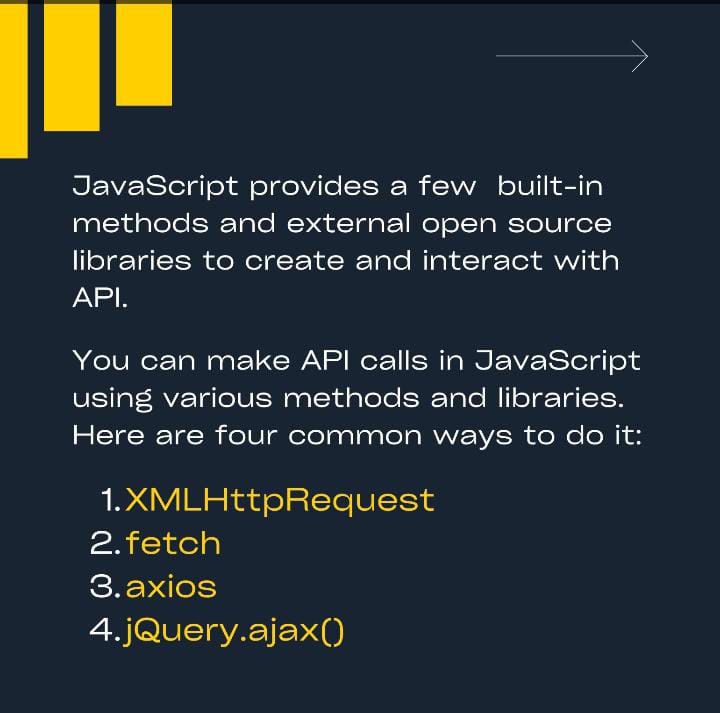 JavaScript provides a few  built-in
methods and external open source
libraries to create and interact with
API.
You can make API calls in JavaScript
using various methods and libraries.
Here are four common ways to do it:
1. XMLHttpRequest
2. fetch
3. axios
4. jQuery.ajax()